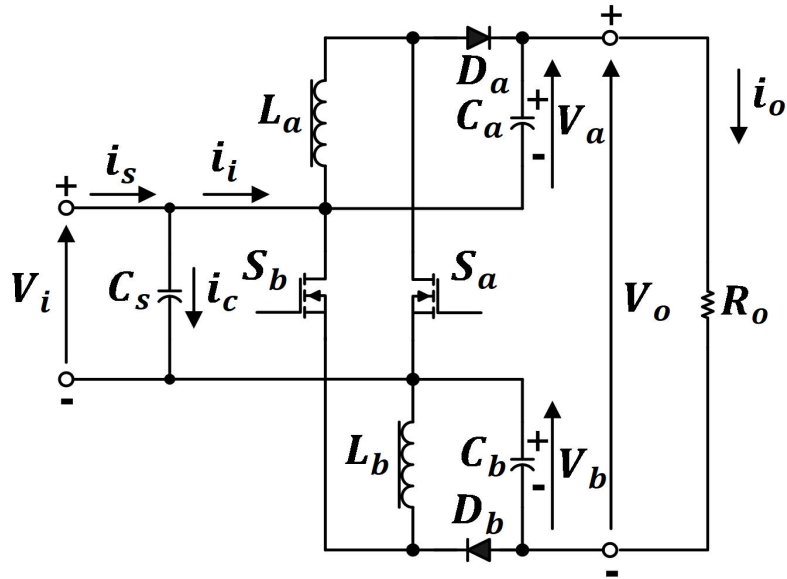 +
D_a
L_a
C_a
+
-
V_a
i_o
i_s
i_i
+
S_b
S_a
V_i
C_s
i_c
V_o
R_o
-
L_b
C_b
+
-
V_b
D_b
-